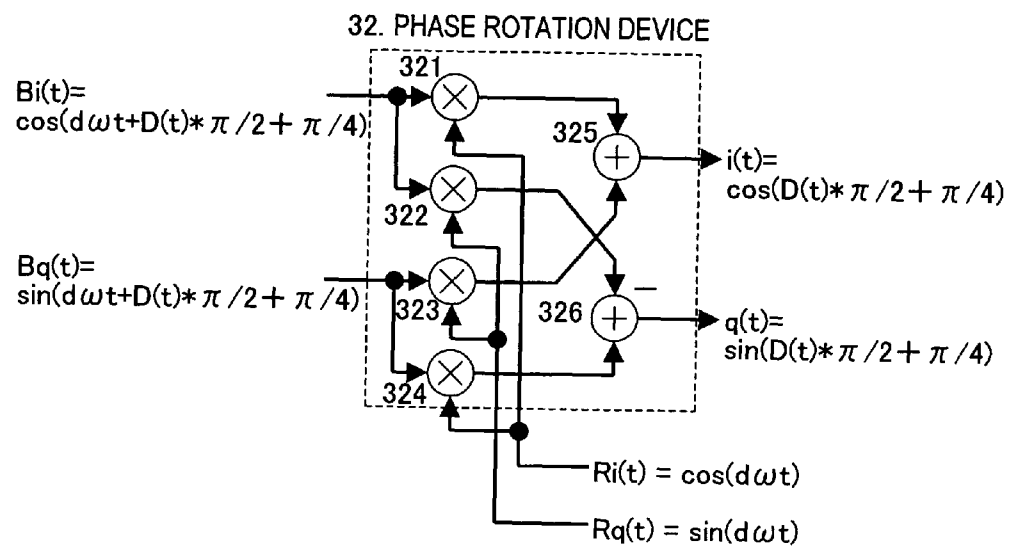 32. PHASE ROTATION DEVICE
321
Bi(t)=
cos(dωt+D(t)*π/2+π/4)
325
+
i(t)=
cos(D(t)*π/2+π/4)
322
Bq(t)=
sin(dωt+D(t)*π/2+π/4)
323
326
−
+
q(t)=
sin(D(t)*π/2+π/4)
324
Ri(t) = cos(dωt)
Rq(t) = sin(dωt)